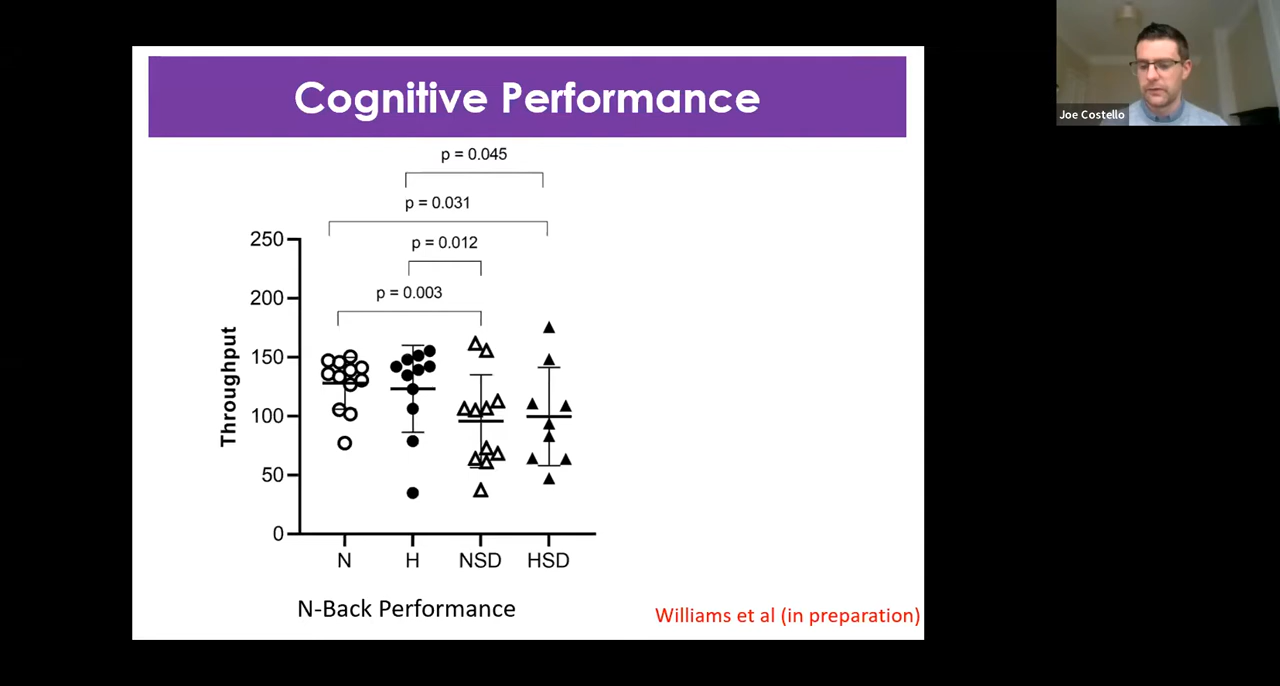 Cognitive Performance
Joe Costello
p = 0.045
p = 0.031
p = 0.012
p = 0.003
250
200
150
100
50
0
Throughput
N H NSD HSD
N-Back Performance
Williams et al (in preparation)